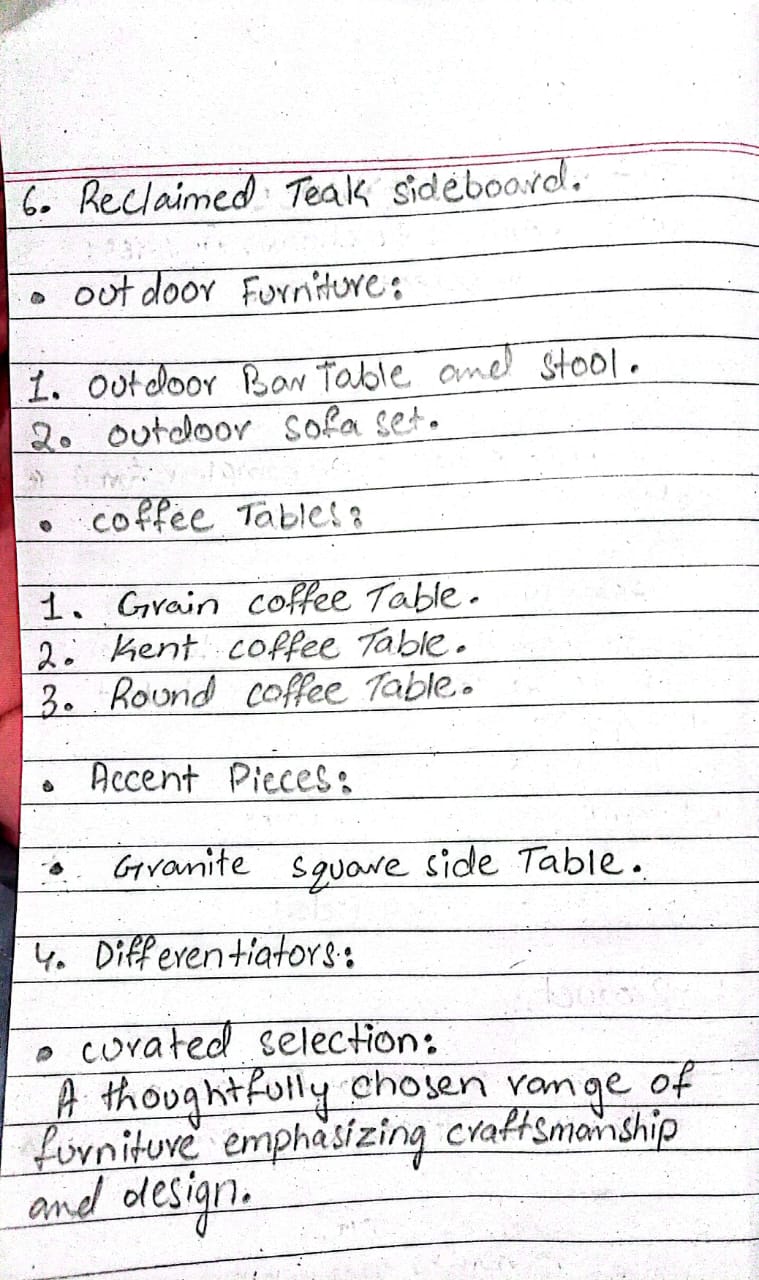 6. Reclaimed Teak sideboard.
• outdoor Furniture:
1. outdoor Bar Table and stool.
2. outdoor sofa set.
• coffee Tables:
1. Grain coffee Table.
2. Kent coffee Table.
3. Round coffee Table.
• Accent Pieces:
• Granite square side Table.
4. Differentiators:
• curated selection:
A thoughtfully chosen range of
furniture emphasizing craftsmanship
and design.